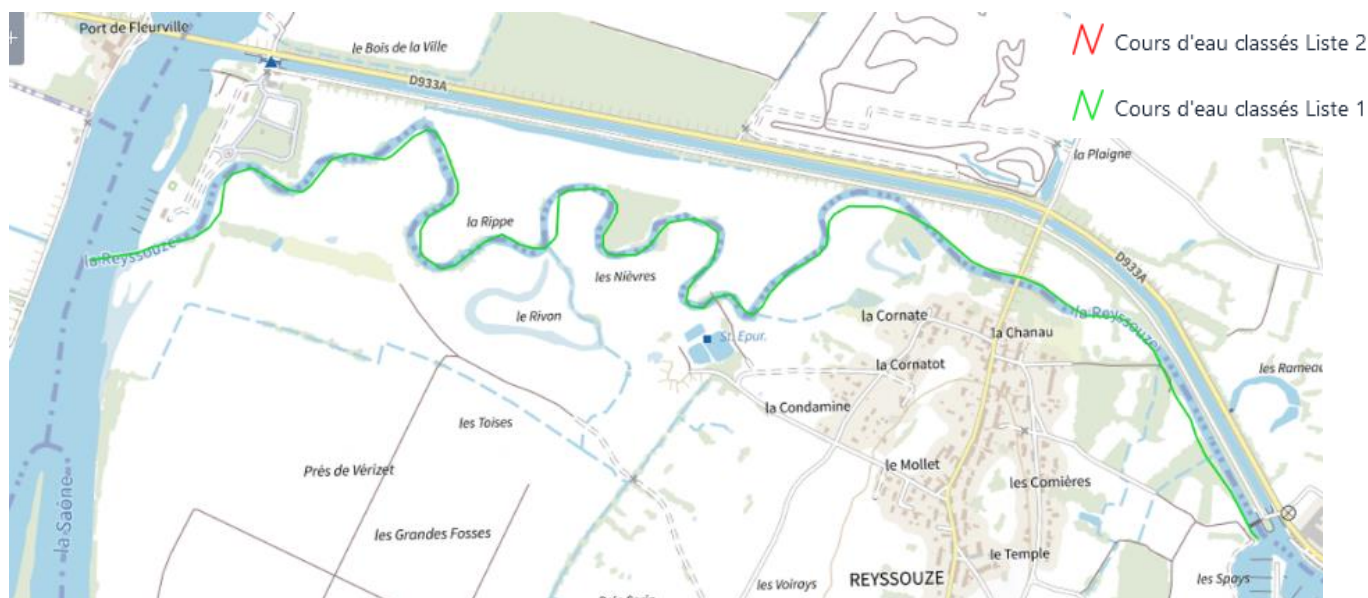 Port de Fleurville
le Bois de la Ville
D933A
Cours d'eau classés Liste 2
Cours d'eau classés Liste 1
la Plaigne
la Rippe
la Reyssouze
les Nièvres
D933A
le Rivon
la Cornate
la Reyssouze
St. Epur.
la Chanau
la Cornatot
les Rameau
la Condamine
les Toises
le Mollet
Prés de Vérizet
les Comières
la Saône
les Grandes Fosses
le Temple
REYSSOUZE
les Voirays
les Spays